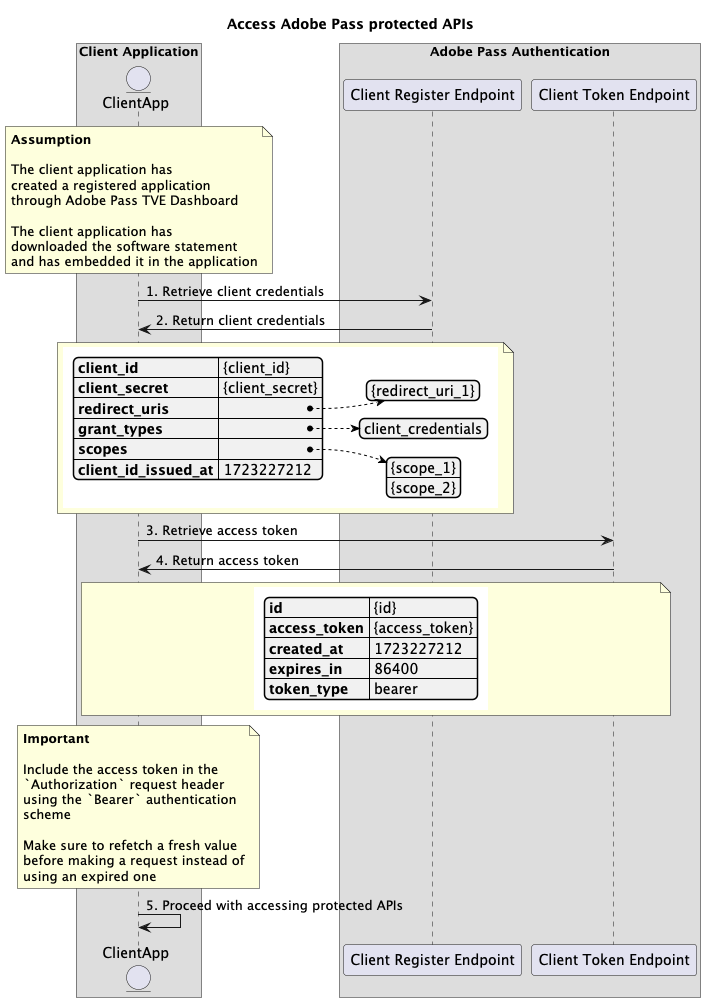 Access Adobe Pass protected APIs
Client Application
Adobe Pass Authentication
ClientApp
Client Register Endpoint
Client Token Endpoint
Assumption
The client application has
created a registered application
through Adobe Pass TVE Dashboard
The client application has
downloaded the software statement
and has embedded it in the application
1. Retrieve client credentials
2. Return client credentials
client_id {client_id}
client_secret {client_secret}
redirect_uris {redirect_uri_1}
grant_types client_credentials
scopes {scope_1}
{scope_2}
client_id_issued_at 1723227212
3. Retrieve access token
4. Return access token
id {id}
access_token {access_token}
created_at 1723227212
expires_in 86400
token_type bearer
Important
Include the access token in the
`Authorization` request header
using the `Bearer` authentication
scheme
Make sure to refetch a fresh value
before making a request instead of
using an expired one
5. Proceed with accessing protected APIs
ClientApp
Client Register Endpoint
Client Token Endpoint